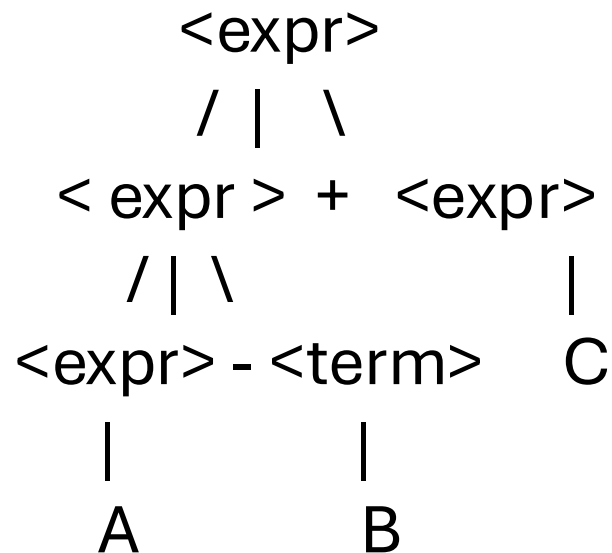 <expr>
/ | \
< expr > + <expr>
/ | \ |
<expr> - <term> C
| |
A B